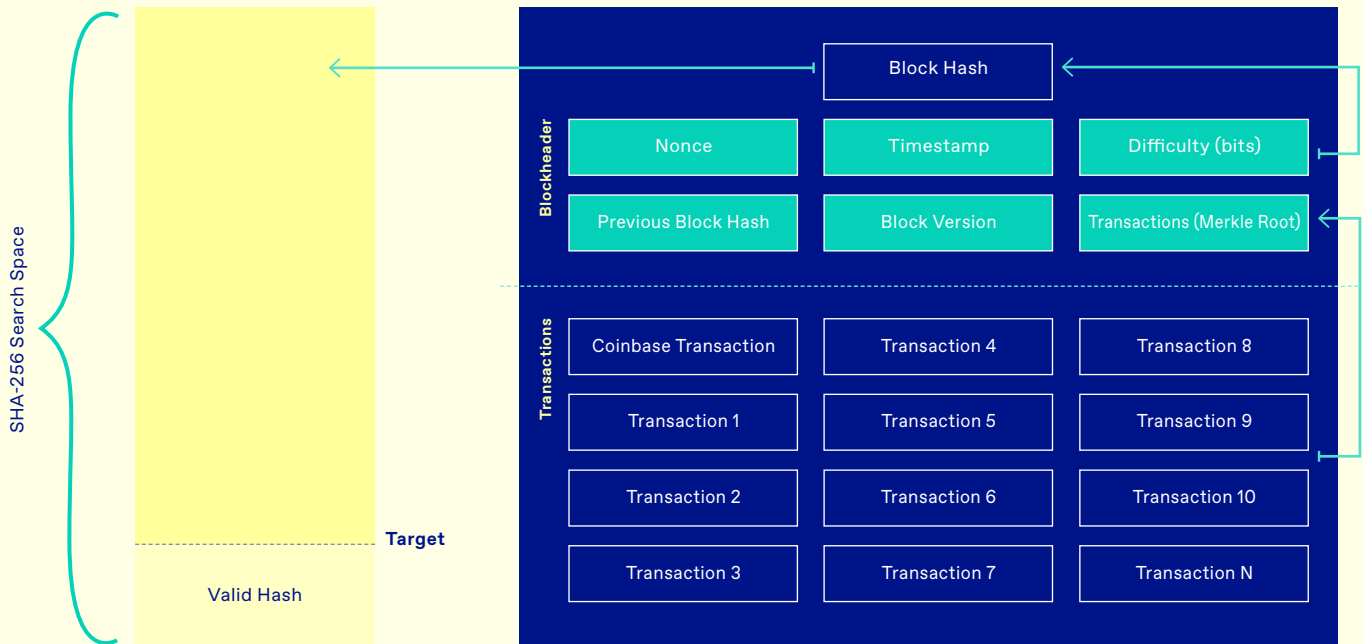 SHA-256 Search Space
Target
Valid Hash
Block Hash
Blockheader
Nonce
Timestamp
Difficulty (bits)
Previous Block Hash
Block Version
Transactions (Merkle Root)
Transactions
Coinbase Transaction
Transaction 4
Transaction 8
Transaction 1
Transaction 5
Transaction 9
Transaction 2
Transaction 6
Transaction 10
Transaction 3
Transaction 7
Transaction N